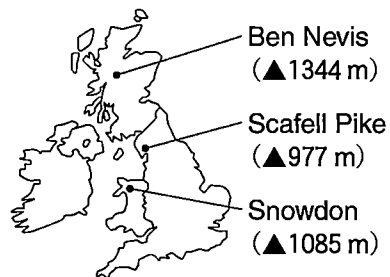 Ben Nevis
(▲1344 m)
Scafell Pike
(▲977 m)
Snowdon
(▲1085 m)